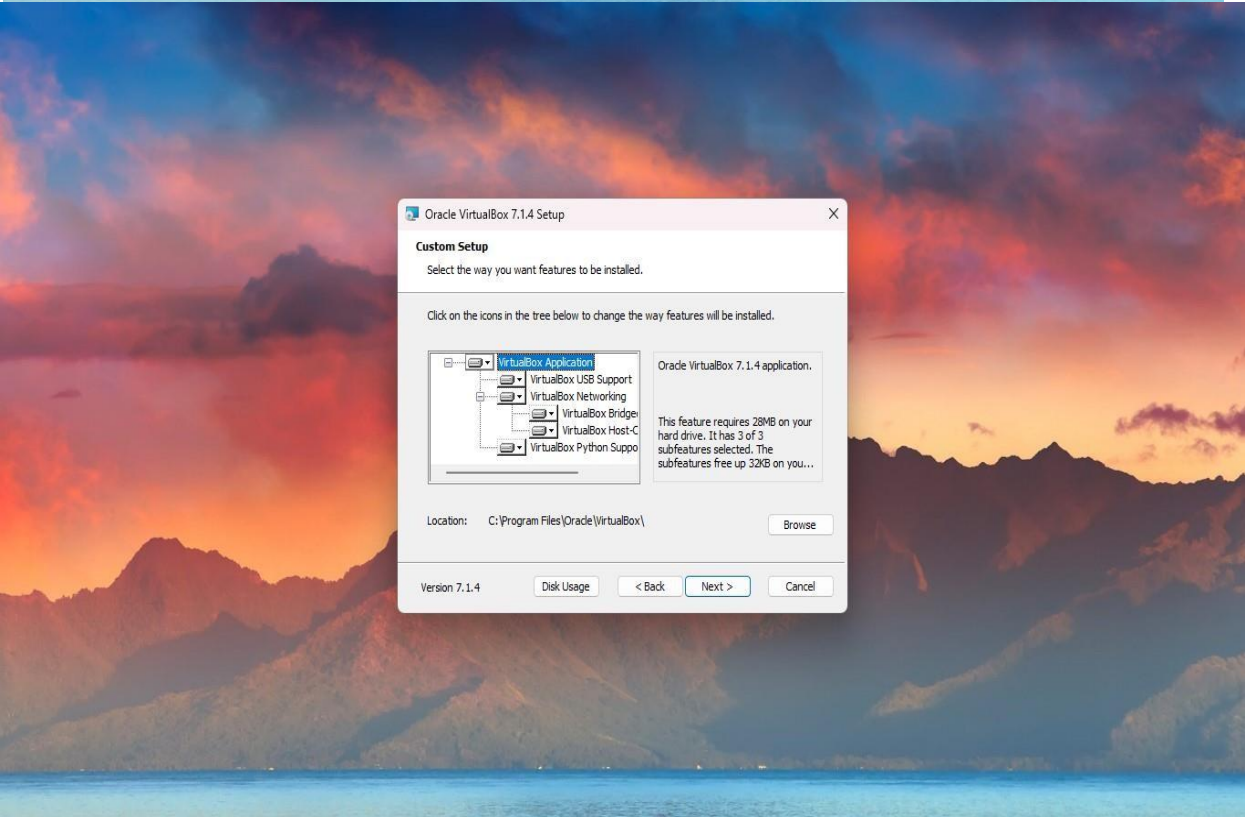 Oracle VirtualBox 7.1.4 Setup
Custom Setup
Select the way you want features to be installed.
Click on the icons in the tree below to change the way features will be installed.
VirtualBox Application
VirtualBox USB Support
VirtualBox Networking
VirtualBox Bridge
VirtualBox Host-C
VirtualBox Python Suppo
Oracle VirtualBox 7.1.4 application.
This feature requires 28MB on your
hard drive. It has 3 of 3
subfeatures selected. The
subfeatures free up 32KB on you...
Location: C:\Program Files\Oracle\VirtualBox\
Browse
Version 7.1.4 Disk Usage < Back Next > Cancel